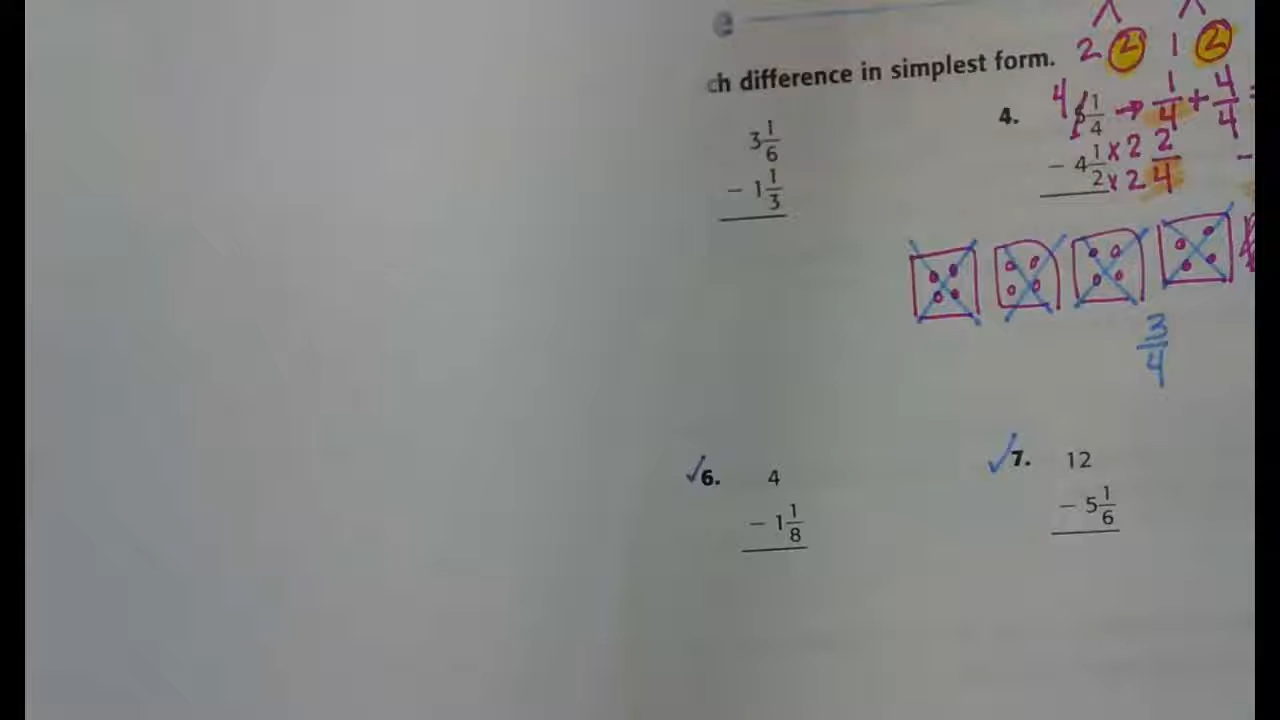 e
ch difference in simplest form.
2 2 1 2
3 1/6
- 1 1/3
4. 4 5 1/4 → 1/4 + 4/4 =
- 4 1/2 x 2 2
x 2 4
-
3/4
✓6. 4
- 1 1/8
✓7. 12
- 5 1/6